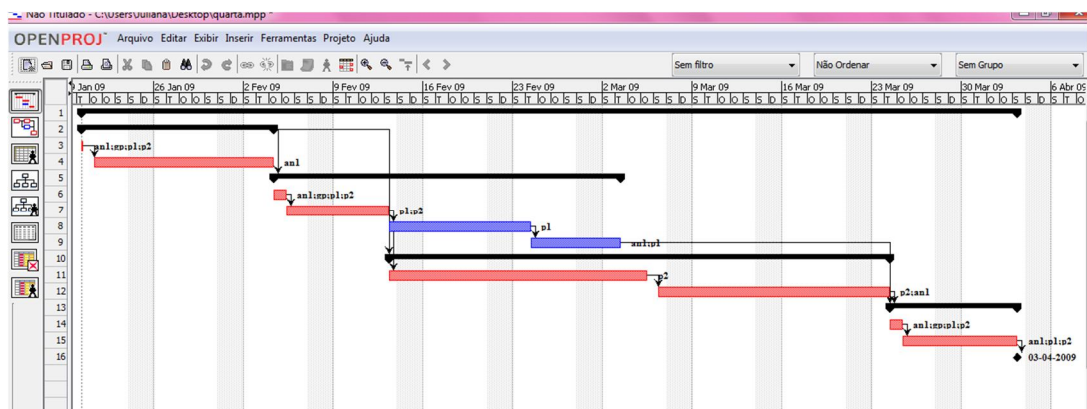 Não Titulado - C:\Users\Juliana\Desktop\quarta.mpp *
OPENPROJ Arquivo Editar Exibir Inserir Ferramentas Projeto Ajuda
Sem filtro Não Ordenar Sem Grupo
Jan 09 26 Jan 09 2 Fev 09 9 Fev 09 16 Fev 09 23 Fev 09 2 Mar 09 9 Mar 09 16 Mar 09 23 Mar 09 30 Mar 09 6 Abr 09
T Q Q S S D S T Q Q S S D S T Q Q S S D S T Q Q S S D S T Q Q S S D S T Q Q S S D S T Q Q S S D S T Q Q S S D S T Q Q S S D S T Q Q S S D S T Q Q S S D S T Q
1
2
3 an1;gp;p1;p2
4 an1
5
6 an1;gp;p1;p2
7 p1;p2
8 p1
9 an1;p1
10
11 p2
12 p2;an1
13
14 an1;gp;p1;p2
15 an1;p1;p2
16 03-04-2009